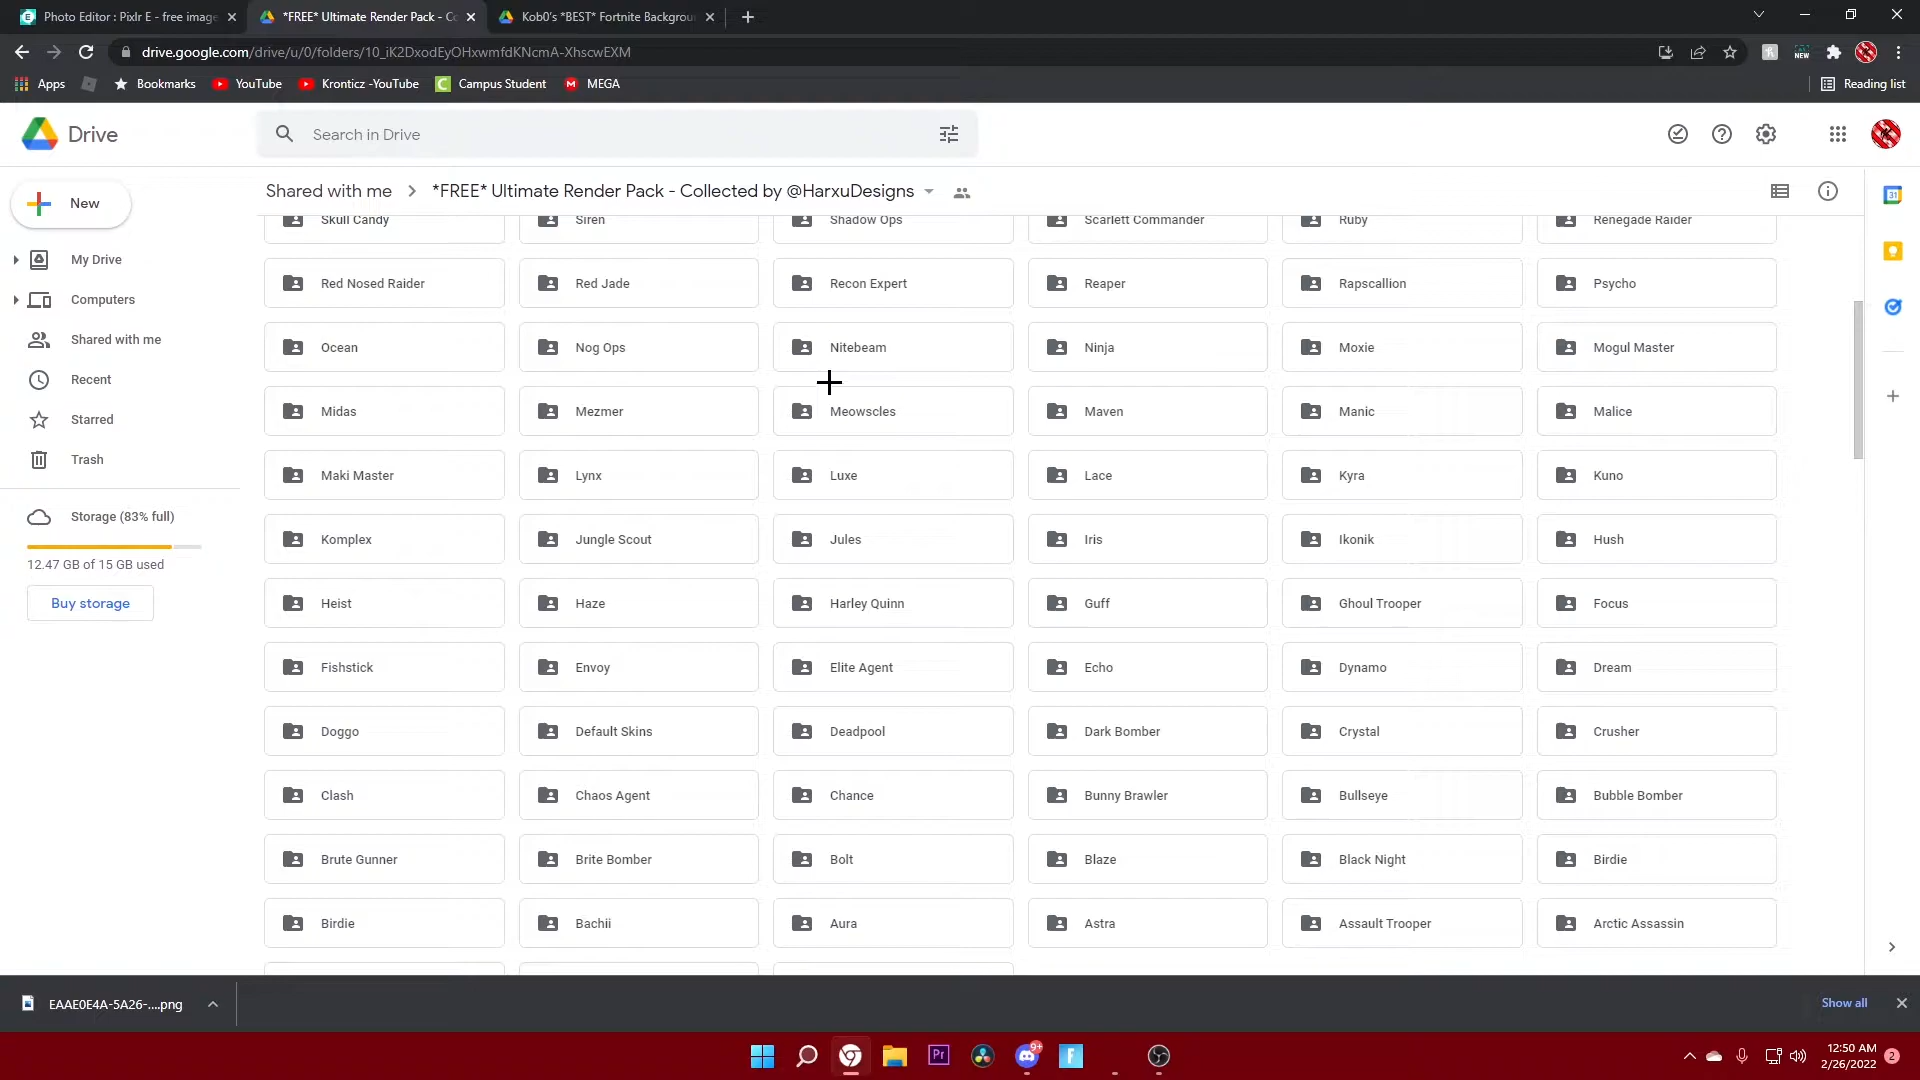 Photo Editor : Pixlr E - free image
*FREE* Ultimate Render Pack - Co
Kob0's *BEST* Fortnite Backgroun
drive.google.com/drive/u/0/folders/10_iK2DxodEyOHxwmfdKNcmA-XhscwEXM
NEW
Apps
Bookmarks
YouTube
Kronticz -YouTube
Campus Student
MEGA
Reading list
Drive
Search in Drive
New
Shared with me > *FREE* Ultimate Render Pack - Collected by @HarxuDesigns
31
My Drive
Computers
Shared with me
Recent
Starred
Trash
Storage (83% full)
12.47 GB of 15 GB used
Buy storage
Skull Candy Siren Shadow Ops Scarlett Commander Ruby Renegade Raider
Red Nosed Raider Red Jade Recon Expert Reaper Rapscallion Psycho
Ocean Nog Ops Nitebeam Ninja Moxie Mogul Master
Midas Mezmer Meowscles Maven Manic Malice
Maki Master Lynx Luxe Lace Kyra Kuno
Komplex Jungle Scout Jules Iris Ikonik Hush
Heist Haze Harley Quinn Guff Ghoul Trooper Focus
Fishstick Envoy Elite Agent Echo Dynamo Dream
Doggo Default Skins Deadpool Dark Bomber Crystal Crusher
Clash Chaos Agent Chance Bunny Brawler Bullseye Bubble Bomber
Brute Gunner Brite Bomber Bolt Blaze Black Night Birdie
Birdie Bachii Aura Astra Assault Trooper Arctic Assassin
EAAE0E4A-5A26-....png
Show all
Pr
9+
F
12:50 AM
2/26/2022
2